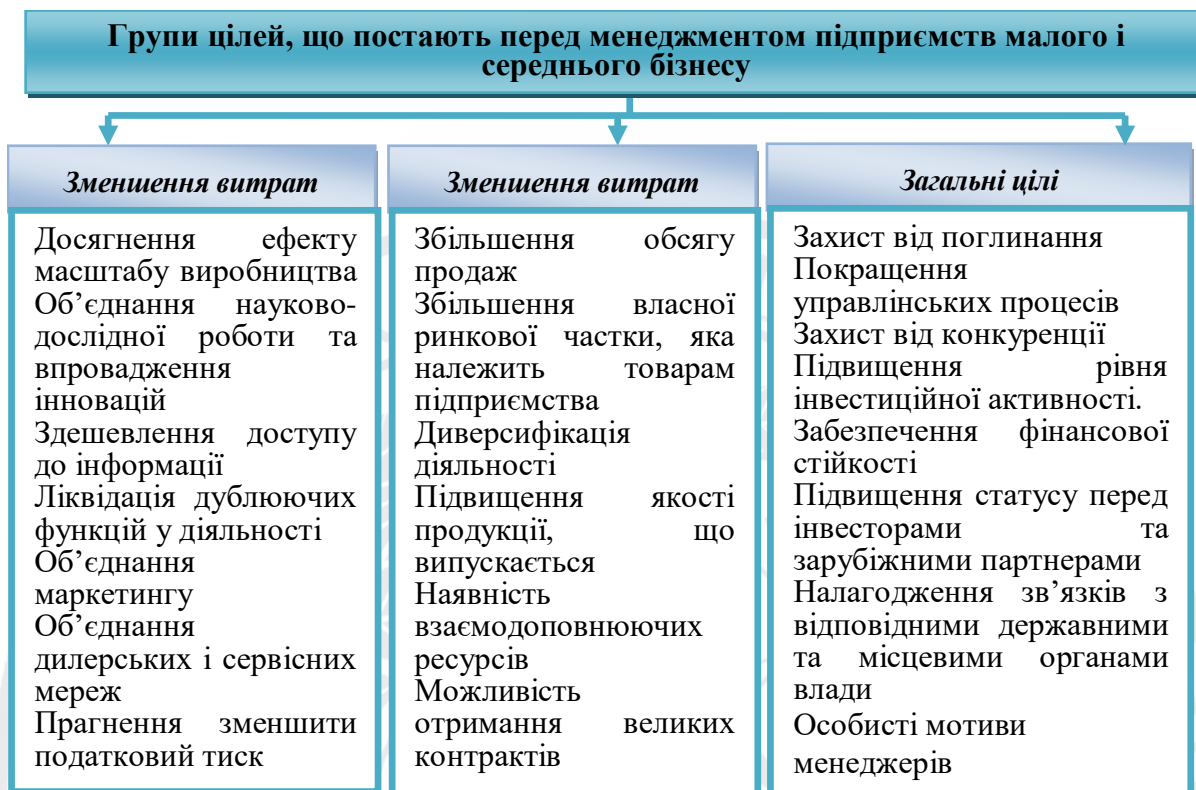 Групи цілей, що постають перед менеджментом підприємств малого і
середнього бізнесу
Зменшення витрат
Досягнення ефекту
масштабу виробництва
Об’єднання науково-
дослідної роботи та
впровадження
інновацій
Здешевлення доступу
до інформації
Ліквідація дублюючих
функцій у діяльності
Об’єднання
маркетингу
Об’єднання
дилерських і сервісних
мереж
Прагнення зменшити
податковий тиск
Зменшення витрат
Збільшення обсягу
продаж
Збільшення власної
ринкової частки, яка
належить товарам
підприємства
Диверсифікація
діяльності
Підвищення якості
продукції, що
випускається
Наявність
взаємодоповнюючих
ресурсів
Можливість
отримання великих
контрактів
Загальні цілі
Захист від поглинання
Покращення
управлінських процесів
Захист від конкуренції
Підвищення рівня
інвестиційної активності.
Забезпечення фінансової
стійкості
Підвищення статусу перед
інвесторами та
зарубіжними партнерами
Налагодження зв’язків з
відповідними державними
та місцевими органами
влади
Особисті мотиви
менеджерів